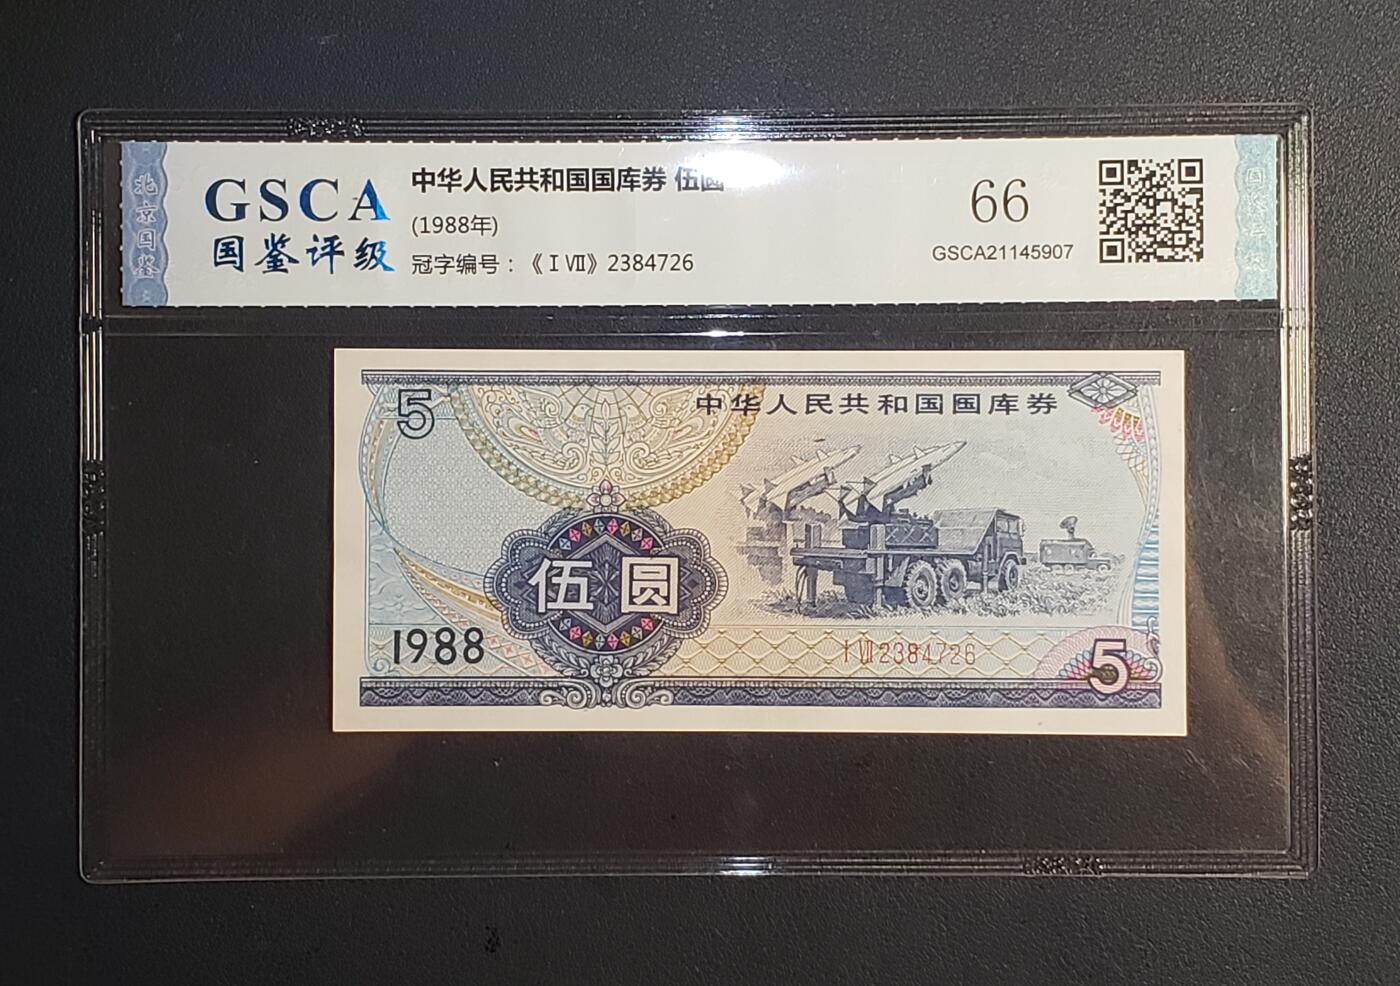 北京国鉴
GSCA
国鉴评级
中华人民共和国国库券 伍圆
(1988年)
冠字编号：《ⅠⅦ》2384726
66
GSCA21145907
5
中华人民共和国国库券
伍圆
1988
ⅠⅦ2384726
5